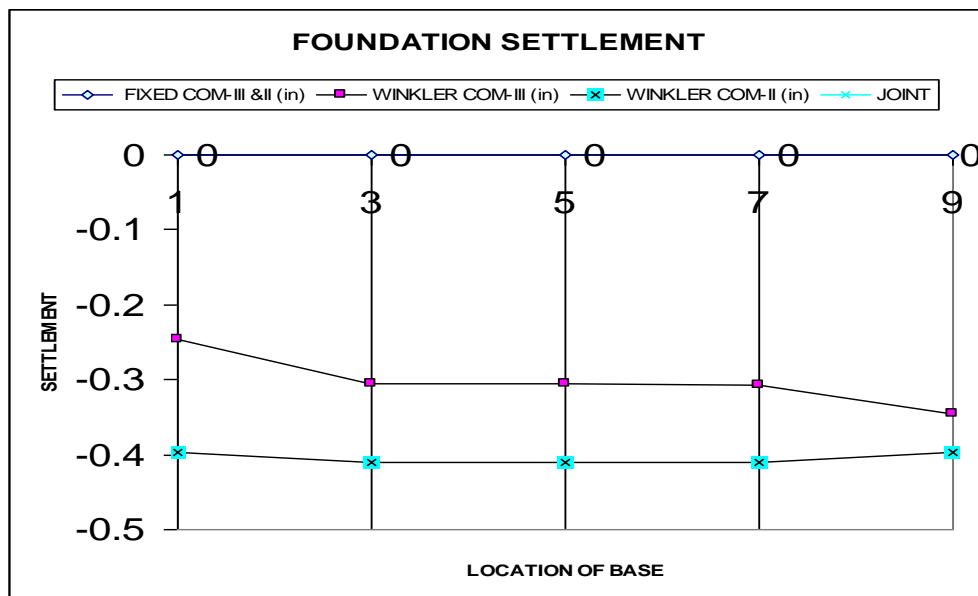 FOUNDATION SETTLEMENT
FIXED COM-III &II (in) WINKLER COM-III (in) WINKLER COM-II (in) JOINT
0 0 0 0 0 0
1 3 5 7 9
-0.1
-0.2
-0.3
-0.4
-0.5
SETTLEMENT
LOCATION OF BASE